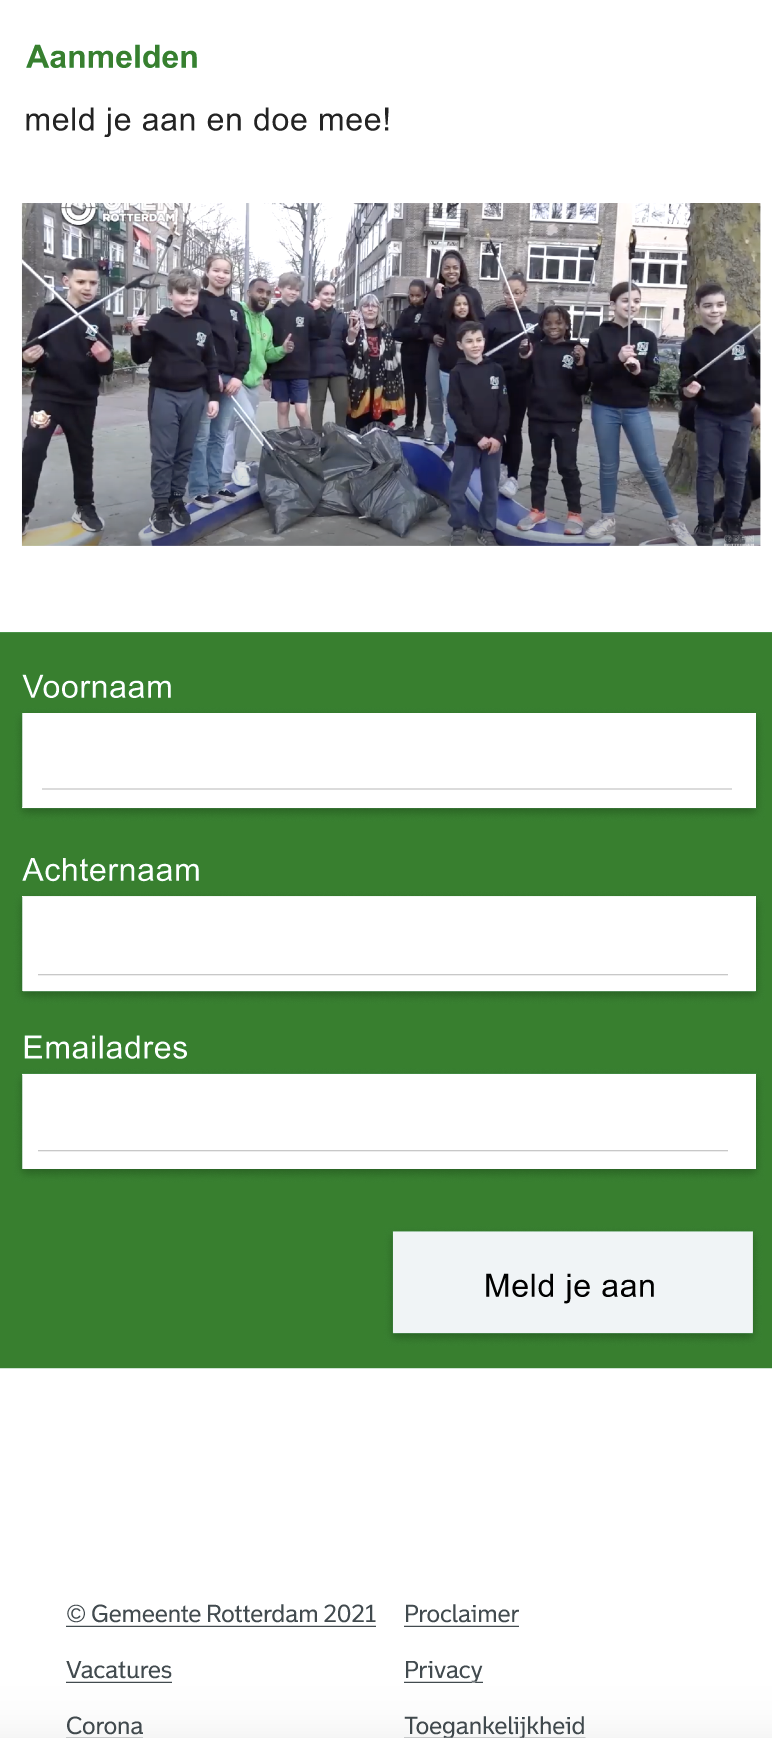 Aanmelden
meld je aan en doe mee!
OPEN
ROTTERDAM
Voornaam
Achternaam
Emailadres
Meld je aan
© Gemeente Rotterdam 2021 Proclaimer
Vacatures Privacy
Corona Toegankelijkheid